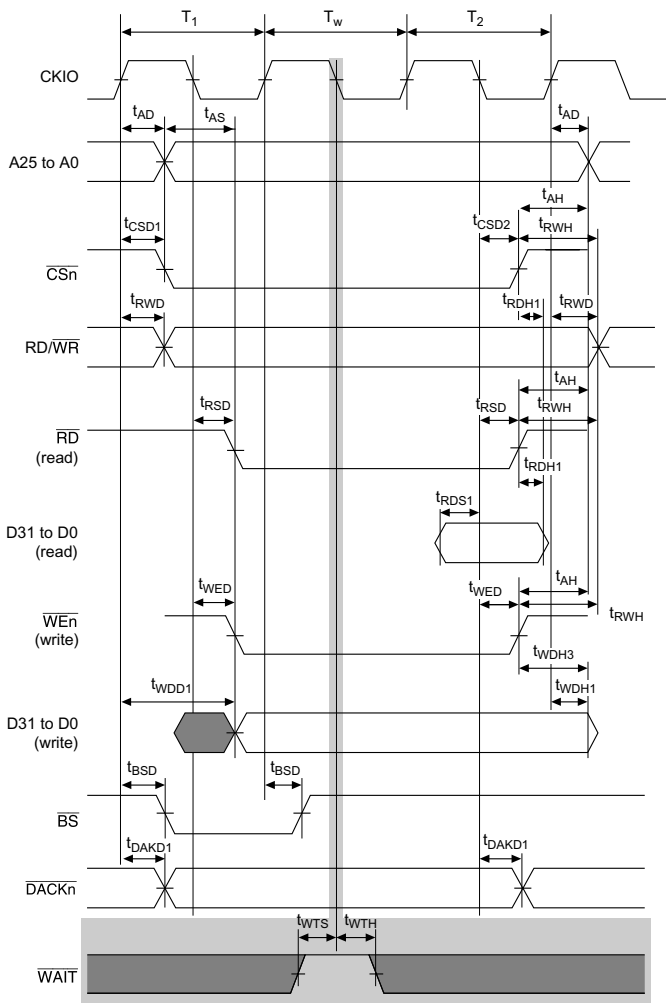 T1 Tw T2
CKIO
tAD tAS tAD
A25 to A0
tAH
tCSD1 tCSD2 tRWH
CSn
tRWD tRDH1 tRWD
RD/WR
tAH
tRSD tRSD tRWH
RD
(read)
tRDH1
tRDS1
D31 to D0
(read)
tAH
tWED tWED
WEn
(write)
tRWH
tWDH3
tWDD1 tWDH1
D31 to D0
(write)
tBSD tBSD
BS
tDAKD1 tDAKD1
DACKn
tWTS tWTH
WAIT